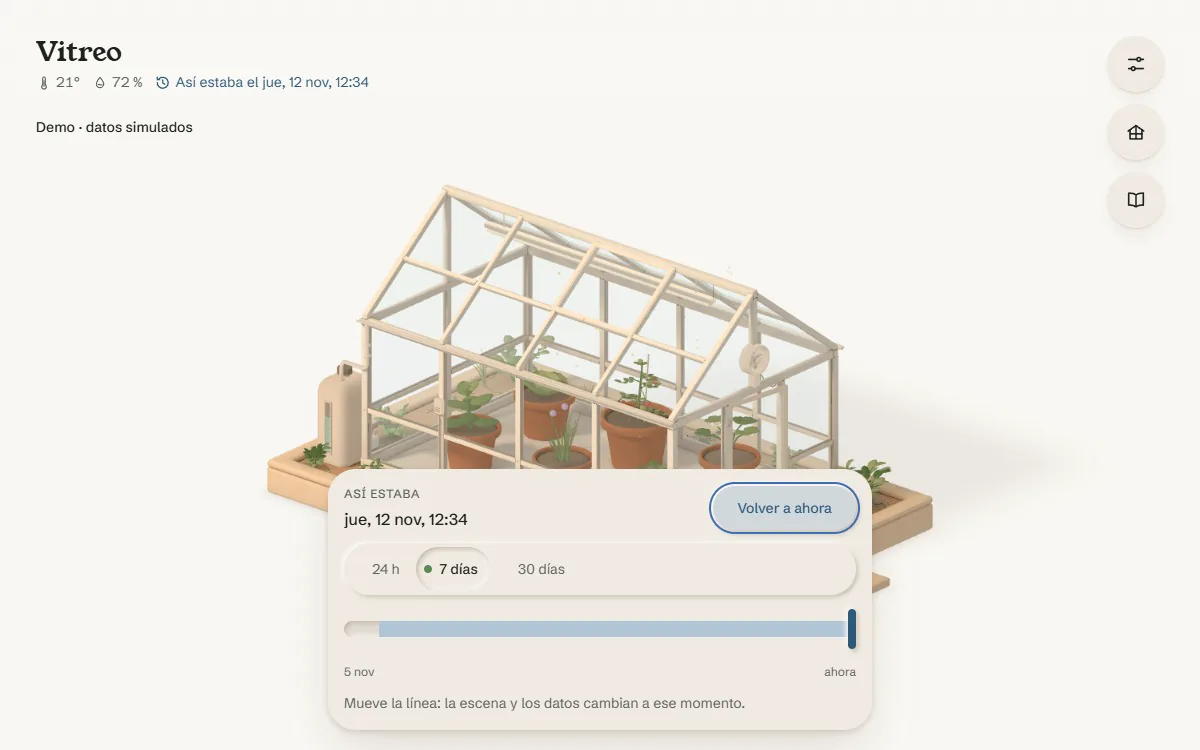 Vitreo
21° 72 % Así estaba el jue, 12 nov, 12:34
Demo · datos simulados
ASÍ ESTABA
jue, 12 nov, 12:34
Volver a ahora
24 h 7 días 30 días
5 nov ahora
Mueve la línea: la escena y los datos cambian a ese momento.